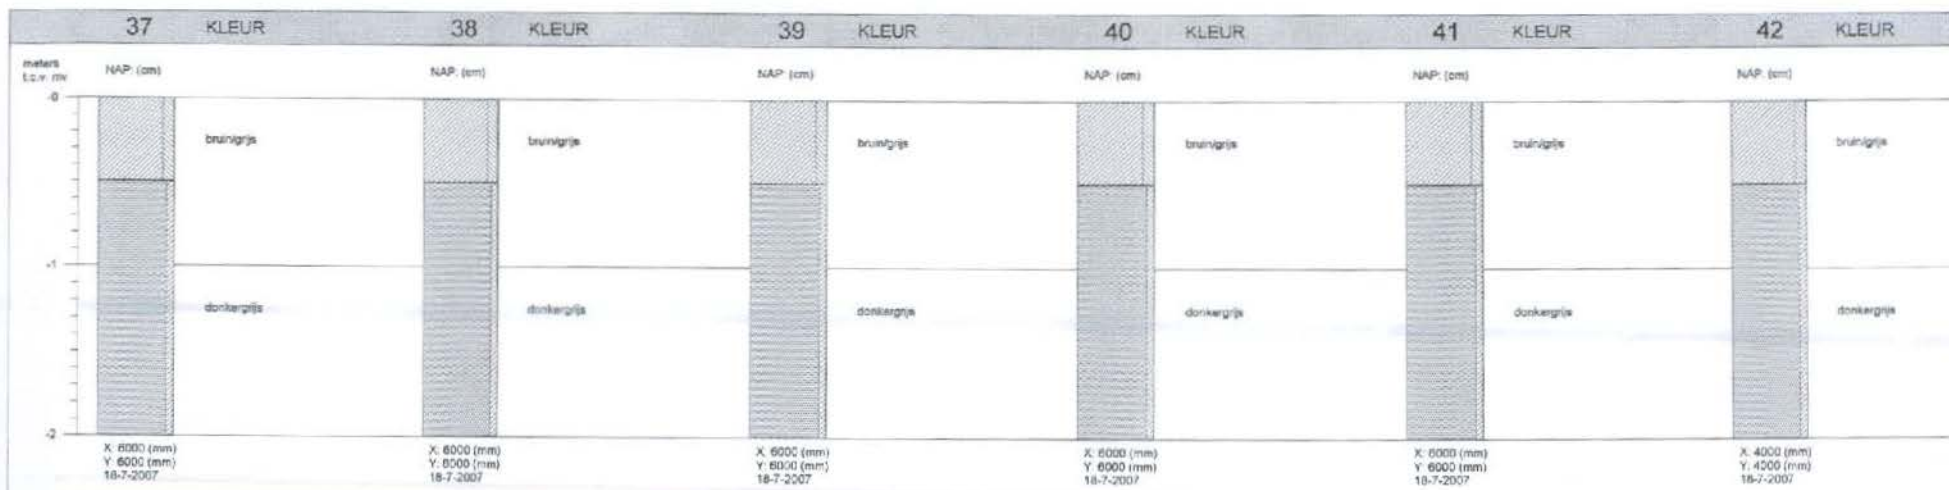 37 KLEUR 38 KLEUR 39 KLEUR 40 KLEUR 41 KLEUR 42 KLEUR
meters
t.o.v. mv
NAP: (cm) NAP: (cm) NAP: (cm) NAP: (cm) NAP: (cm) NAP: (cm)
-0
bruin/grijs bruin/grijs bruin/grijs bruin/grijs bruin/grijs bruin/grijs
-1
donkergrijs donkergrijs donkergrijs donkergrijs donkergrijs donkergrijs
-2
X: 6000 (mm) X: 6000 (mm) X: 6000 (mm) X: 6000 (mm) X: 6000 (mm) X: 4000 (mm)
Y: 6000 (mm) Y: 6000 (mm) Y: 6000 (mm) Y: 6000 (mm) Y: 6000 (mm) Y: 4000 (mm)
18-7-2007 18-7-2007 18-7-2007 18-7-2007 18-7-2007 18-7-2007